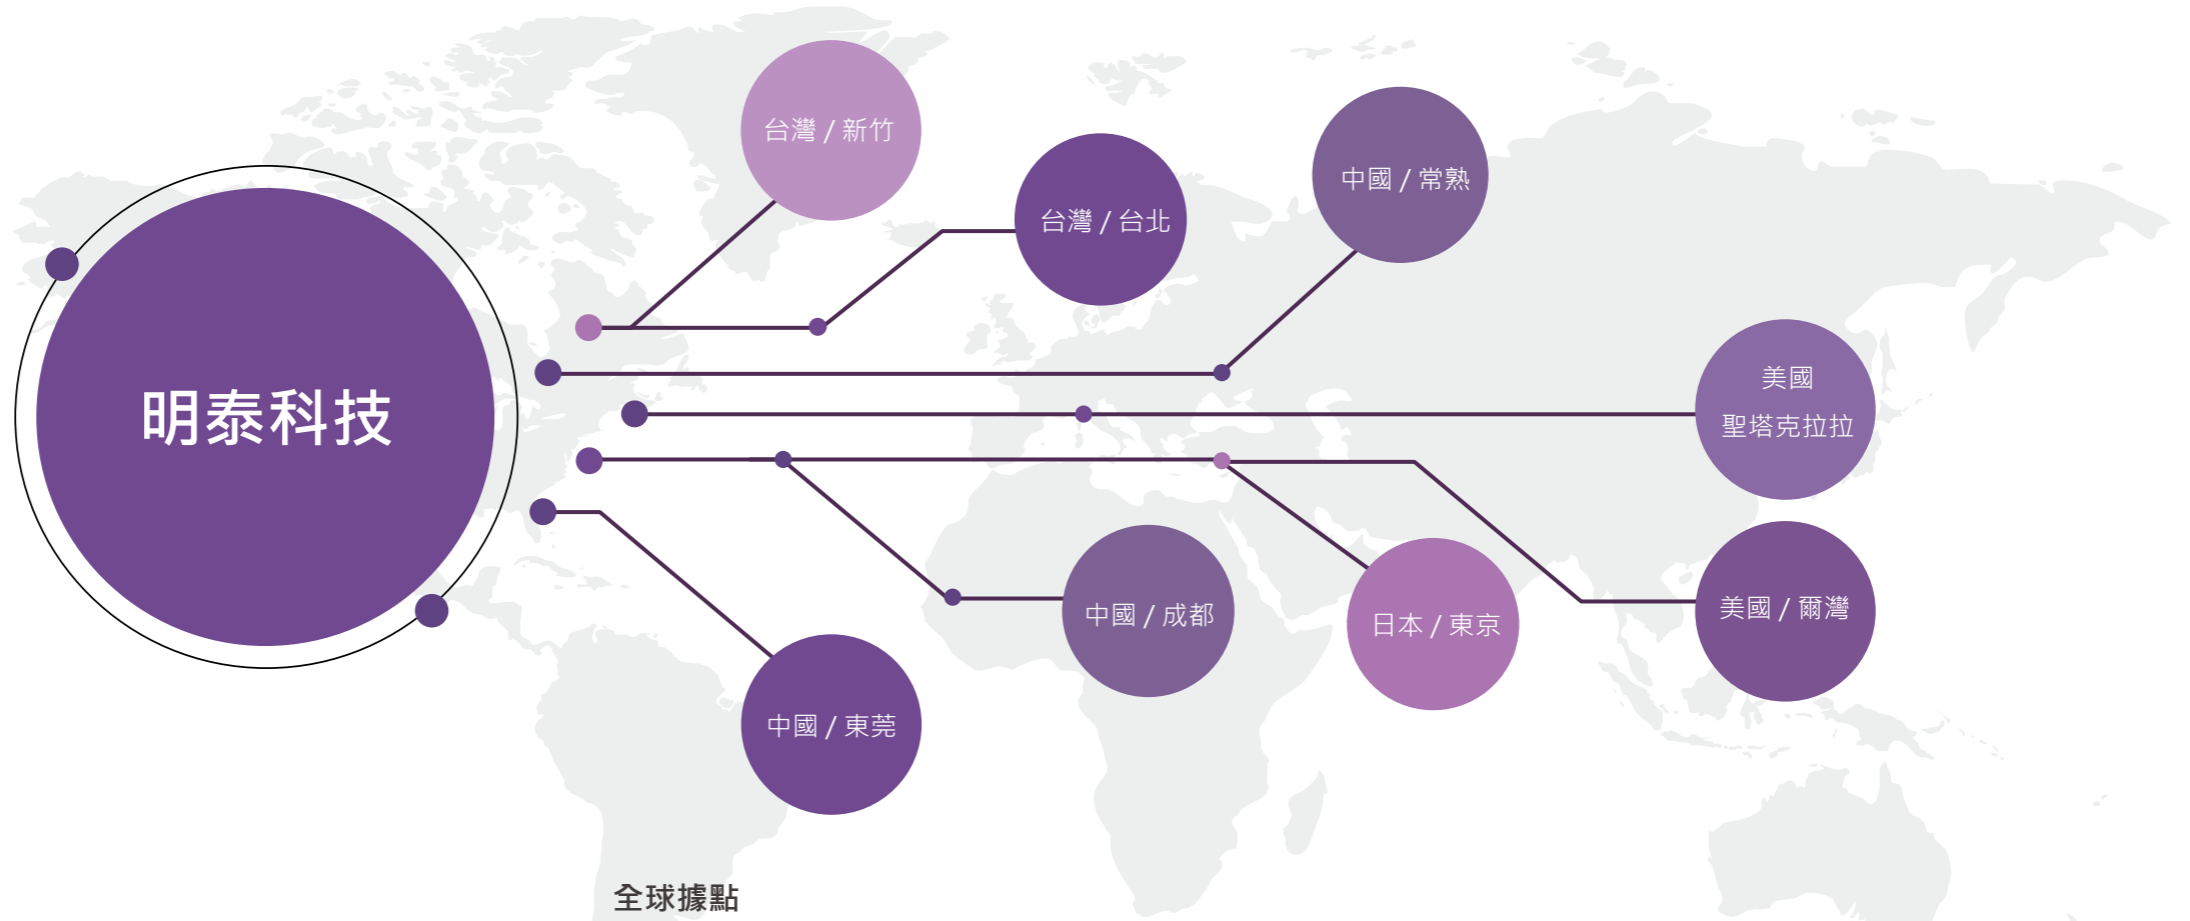 明泰科技
台灣 / 新竹
台灣 / 台北
中國 / 常熟
美國
聖塔克拉拉
美國 / 爾灣
日本 / 東京
中國 / 成都
中國 / 東莞
全球據點